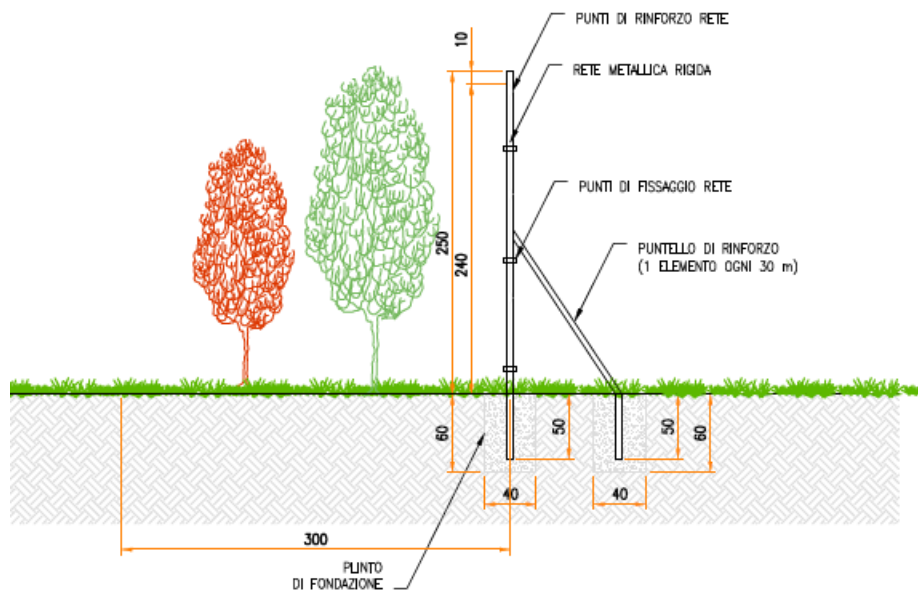 PUNTI DI RINFORZO RETE
10
RETE METALLICA RIGIDA
PUNTI DI FISSAGGIO RETE
250
240
PUNTELLO DI RINFORZO
(1 ELEMENTO OGNI 30 m)
60
50
50
60
40
40
300
PLINTO
DI FONDAZIONE